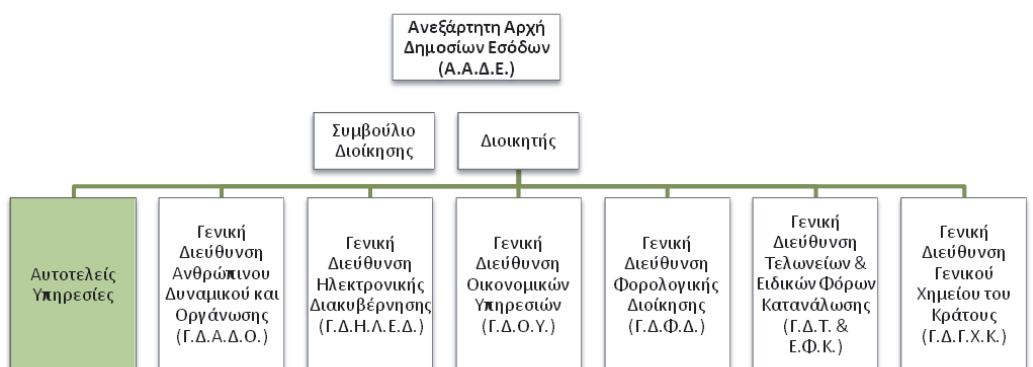 Ανεξάρτητη Αρχή
Δημοσίων Εσόδων
(Α.Α.Δ.Ε.)
Συμβούλιο
Διοίκησης
Διοικητής
Αυτοτελείς
Υπηρεσίες
Γενική
Διεύθυνση
Ανθρώπινου
Δυναμικού και
Οργάνωσης
(Γ.Δ.Α.Δ.Ο.)
Γενική
Διεύθυνση
Ηλεκτρονικής
Διακυβέρνησης
(Γ.Δ.Η.Λ.Ε.Δ.)
Γενική
Διεύθυνση
Οικονομικών
Υπηρεσιών
(Γ.Δ.Ο.Υ.)
Γενική
Διεύθυνση
Φορολογικής
Διοίκησης
(Γ.Δ.Φ.Δ.)
Γενική
Διεύθυνση
Τελωνείων &
Ειδικών Φόρων
Κατανάλωσης
(Γ.Δ.Τ. &
Ε.Φ.Κ.)
Γενική
Διεύθυνση
Γενικού
Χημείου του
Κράτους
(Γ.Δ.Γ.Χ.Κ.)